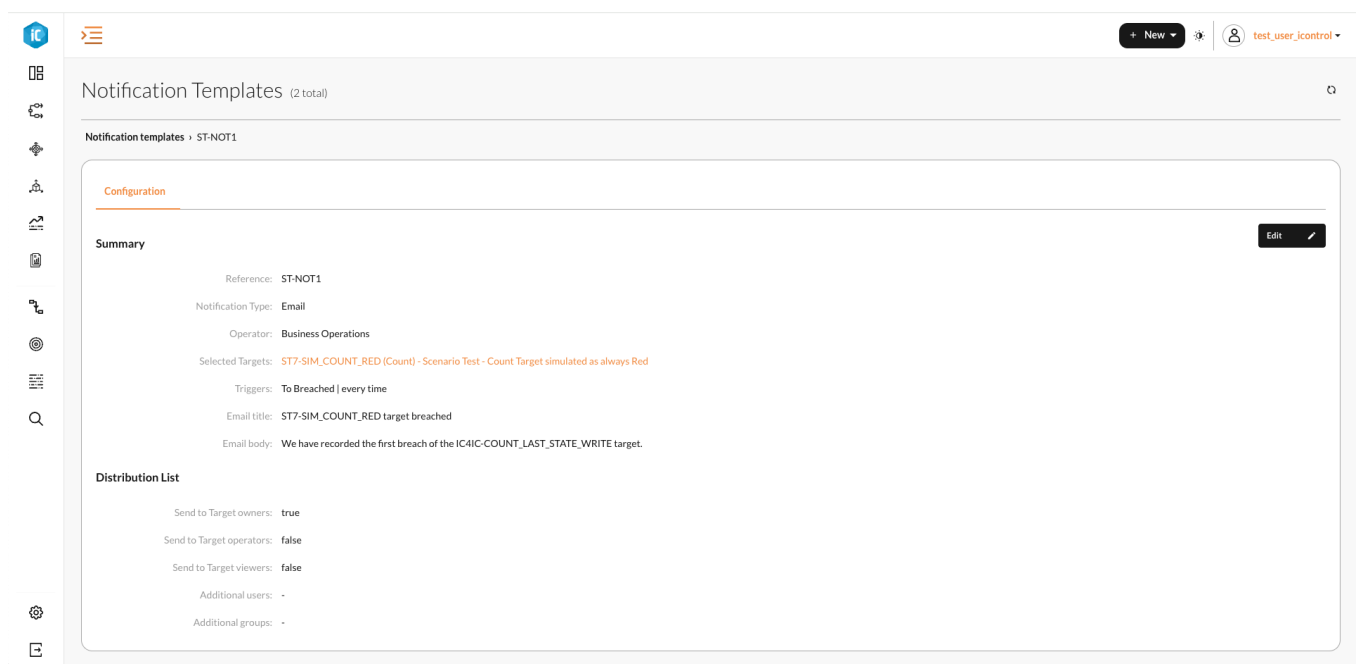 iC
+ New
test_user_icontrol
Notification Templates (2 total)
Notification templates › ST-NOT1
Configuration
Summary
Edit
Reference: ST-NOT1
Notification Type: Email
Operator: Business Operations
Selected Targets: ST7-SIM_COUNT_RED (Count) - Scenario Test - Count Target simulated as always Red
Triggers: To Breached | every time
Email title: ST7-SIM_COUNT_RED target breached
Email body: We have recorded the first breach of the IC4IC-COUNT_LAST_STATE_WRITE target.
Distribution List
Send to Target owners: true
Send to Target operators: false
Send to Target viewers: false
Additional users: -
Additional groups: -